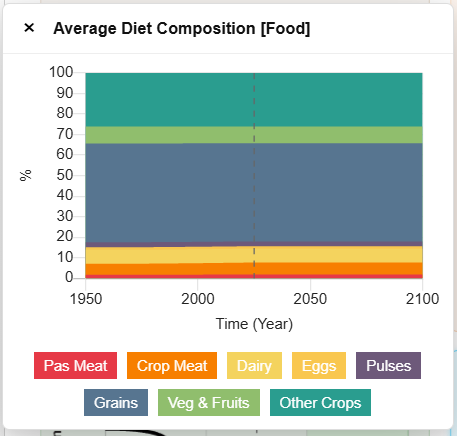 × Average Diet Composition [Food]
100
90
80
70
60
50
40
30
20
10
0
%
1950 2000 2050 2100
Time (Year)
Pas Meat Crop Meat Dairy Eggs Pulses
Grains Veg & Fruits Other Crops